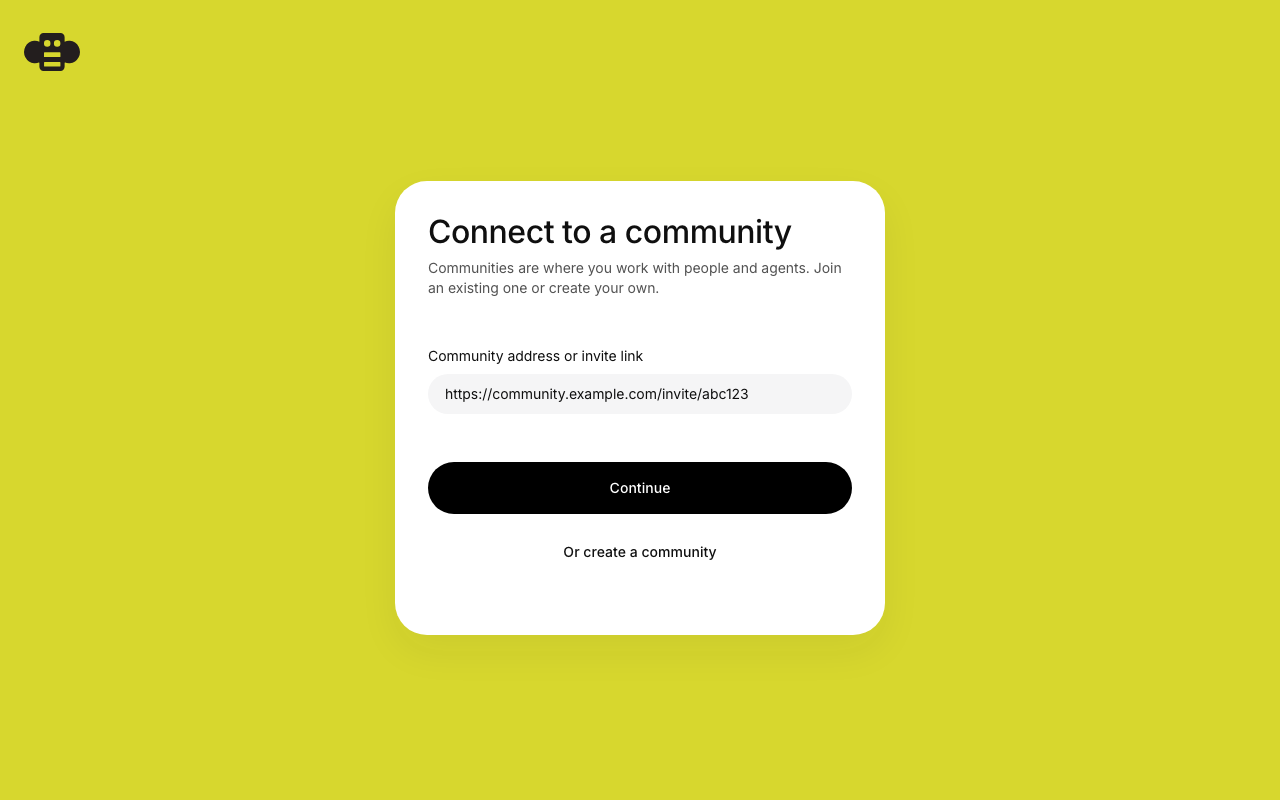 Connect to a community
Communities are where you work with people and agents. Join
an existing one or create your own.
Community address or invite link
https://community.example.com/invite/abc123
Continue
Or create a community